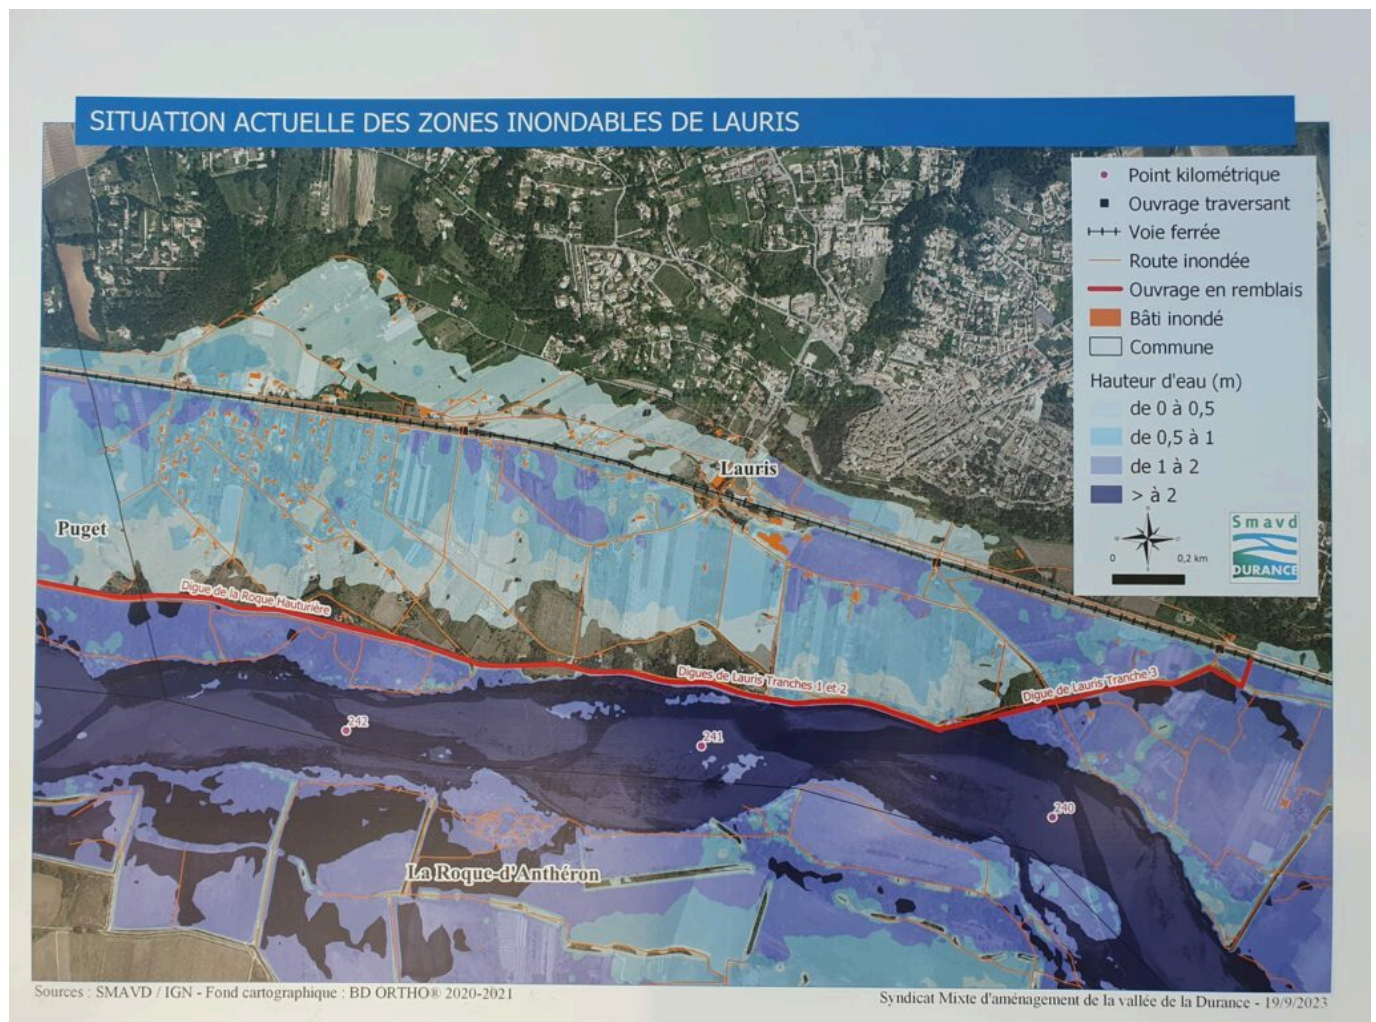 SITUATION ACTUELLE DES ZONES INONDABLES DE LAURIS
Point kilométrique
Ouvrage traversant
Voie ferrée
Route inondée
Ouvrage en remblais
Bâti inondé
Commune
Hauteur d'eau (m)
de 0 à 0,5
de 0,5 à 1
de 1 à 2
> à 2
0 0,2 km
Smavd
DURANCE
Lauris
Puget
Digue de la Roque Hauturière
Digues de Lauris Tranches 1 et 2
Digue de Lauris Tranche 3
242
241
240
La Roque-d'Anthéron
Sources : SMAVD / IGN - Fond cartographique : BD ORTHO® 2020-2021
Syndicat Mixte d'aménagement de la vallée de la Durance - 19/9/2023